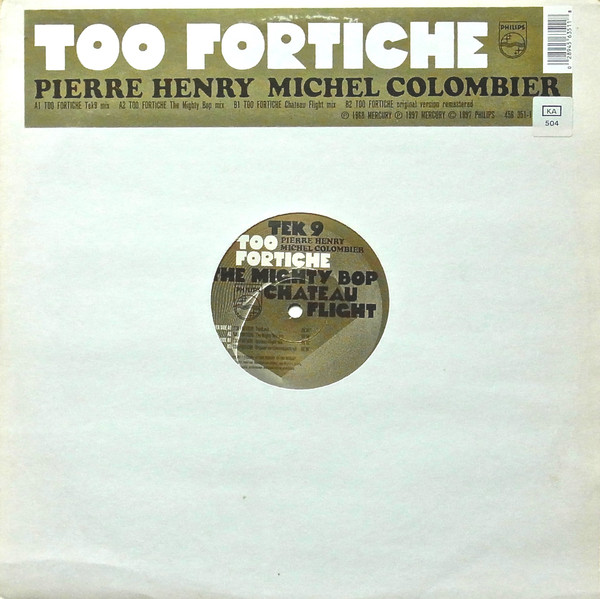 TOO FORTICHE
PHILIPS
PIERRE HENRY MICHEL COLOMBIER
A1 TOO FORTICHE Tek9 mix A2 TOO FORTICHE The Mighty Bop mix B1 TOO FORTICHE Chateau Flight mix B2 TOO FORTICHE original version remastered
Ⓟ 1968 MERCURY Ⓟ 1997 MERCURY © 1997 PHILIPS
KA
504
TEK 9
TOO PIERRE HENRY
MICHEL COLOMBIER
FORTICHE
THE MIGHTY BOP
PHILIPS
CHATEAU
FLIGHT